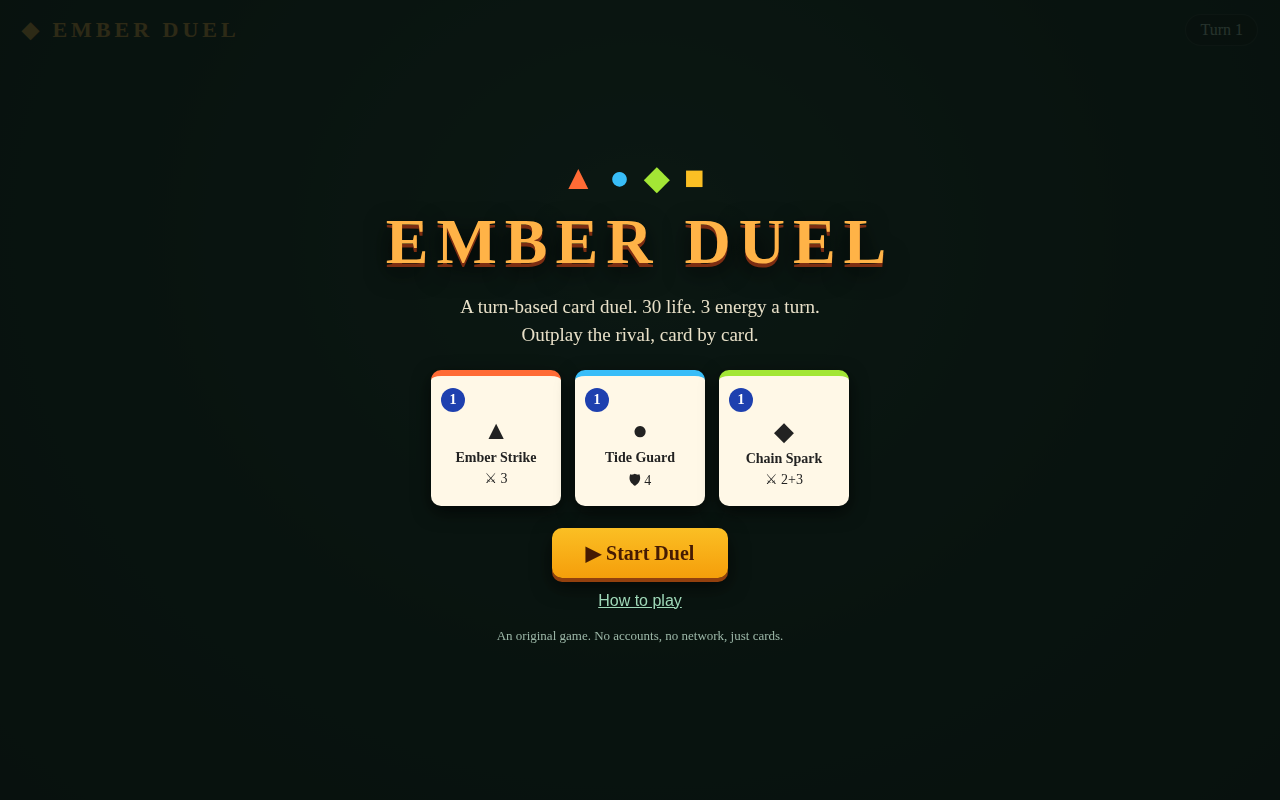 ◆ EMBER DUEL
Turn 1
EMBER DUEL
A turn-based card duel. 30 life. 3 energy a turn.
Outplay the rival, card by card.
1
Ember Strike
⚔ 3
1
Tide Guard
🛡 4
1
Chain Spark
⚔ 2+3
▶ Start Duel
How to play
An original game. No accounts, no network, just cards.